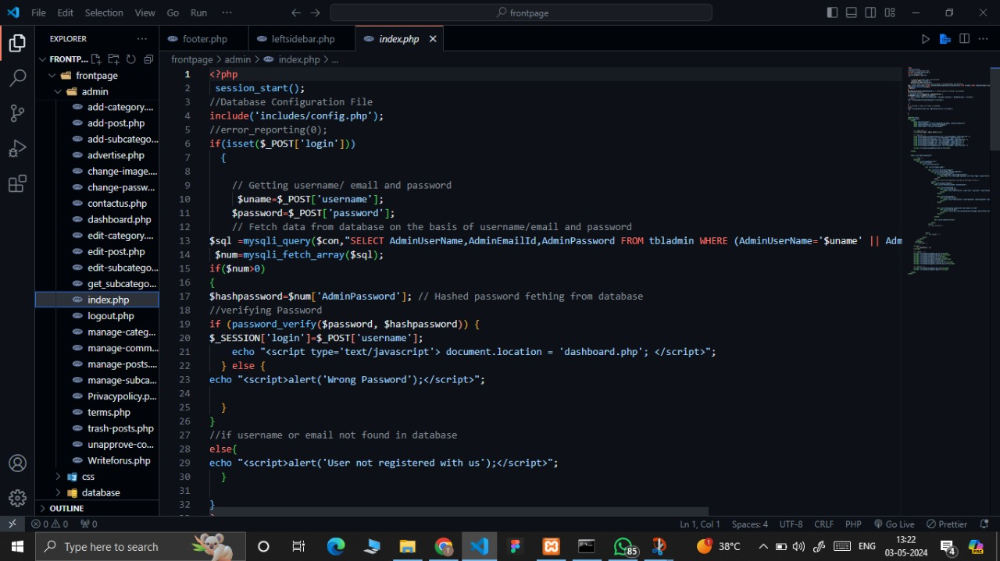 File Edit Selection View Go Run ··· frontpage
EXPLORER ···
footer.php leftsidebar.php index.php
FRONTP...
frontpage > admin > index.php > ...
frontpage
admin
add-category....
add-post.php
add-subcatego...
advertise.php
change-image....
change-passw...
contactus.php
dashboard.php
edit-category....
edit-post.php
edit-subcatego...
get_subcatego...
index.php
logout.php
manage-categ...
manage-comm...
manage-posts....
manage-subca...
Privacypolicy.p...
terms.php
trash-posts.php
unapprove-co...
Writeforus.php
css
database
OUTLINE
1 <?php
2 session_start();
3 //Database Configuration File
4 include('includes/config.php');
5 //error_reporting(0);
6 if(isset($_POST['login']))
7 {
8
9 // Getting username/ email and password
10 $uname=$_POST['username'];
11 $password=$_POST['password'];
12 // Fetch data from database on the basis of username/email and password
13 $sql =mysqli_query($con,"SELECT AdminUserName,AdminEmailId,AdminPassword FROM tbladmin WHERE (AdminUserName='$uname' || Adm
14 $num=mysqli_fetch_array($sql);
15 if($num>0)
16 {
17 $hashpassword=$num['AdminPassword']; // Hashed password fething from database
18 //verifying Password
19 if (password_verify($password, $hashpassword)) {
20 $_SESSION['login']=$_POST['username'];
21 echo "<script type='text/javascript'> document.location = 'dashboard.php'; </script>";
22 } else {
23 echo "<script>alert('Wrong Password');</script>";
24
25 }
26 }
27 //if username or email not found in database
28 else{
29 echo "<script>alert('User not registered with us');</script>";
30 }
31
32 }
0 0 0 Ln 1, Col 1 Spaces: 4 UTF-8 CRLF PHP Go Live Prettier
Type here to search 85 1 38°C ENG 13:22
03-05-2024 4 PRE